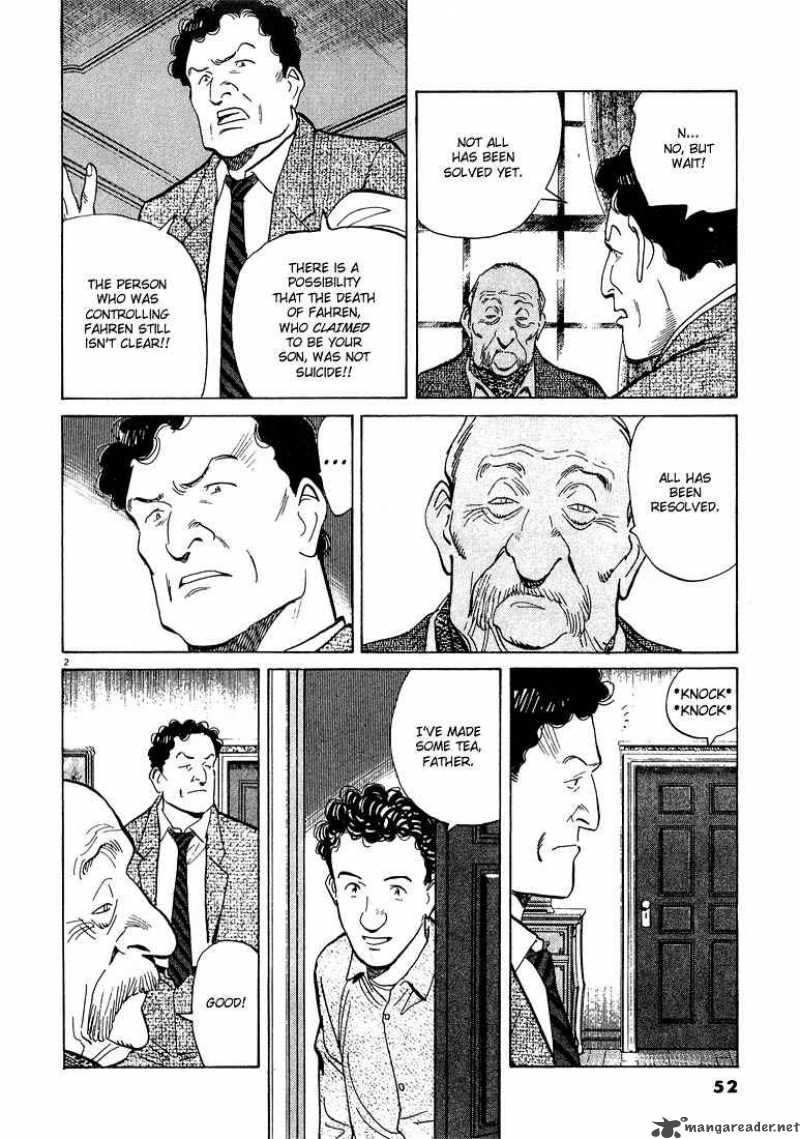 N...
NO, BUT
WAIT!
NOT ALL
HAS BEEN
SOLVED YET.
THERE IS A
POSSIBILITY
THAT THE DEATH
OF FAHREN,
WHO CLAIMED
TO BE YOUR
SON, WAS NOT
SUICIDE!!
THE PERSON
WHO WAS
CONTROLLING
FAHREN STILL
ISN'T CLEAR!!
ALL HAS
BEEN
RESOLVED.
....
2
*KNOCK*
*KNOCK*
I'VE MADE
SOME TEA,
FATHER.
GOOD!
52
mangareader.net